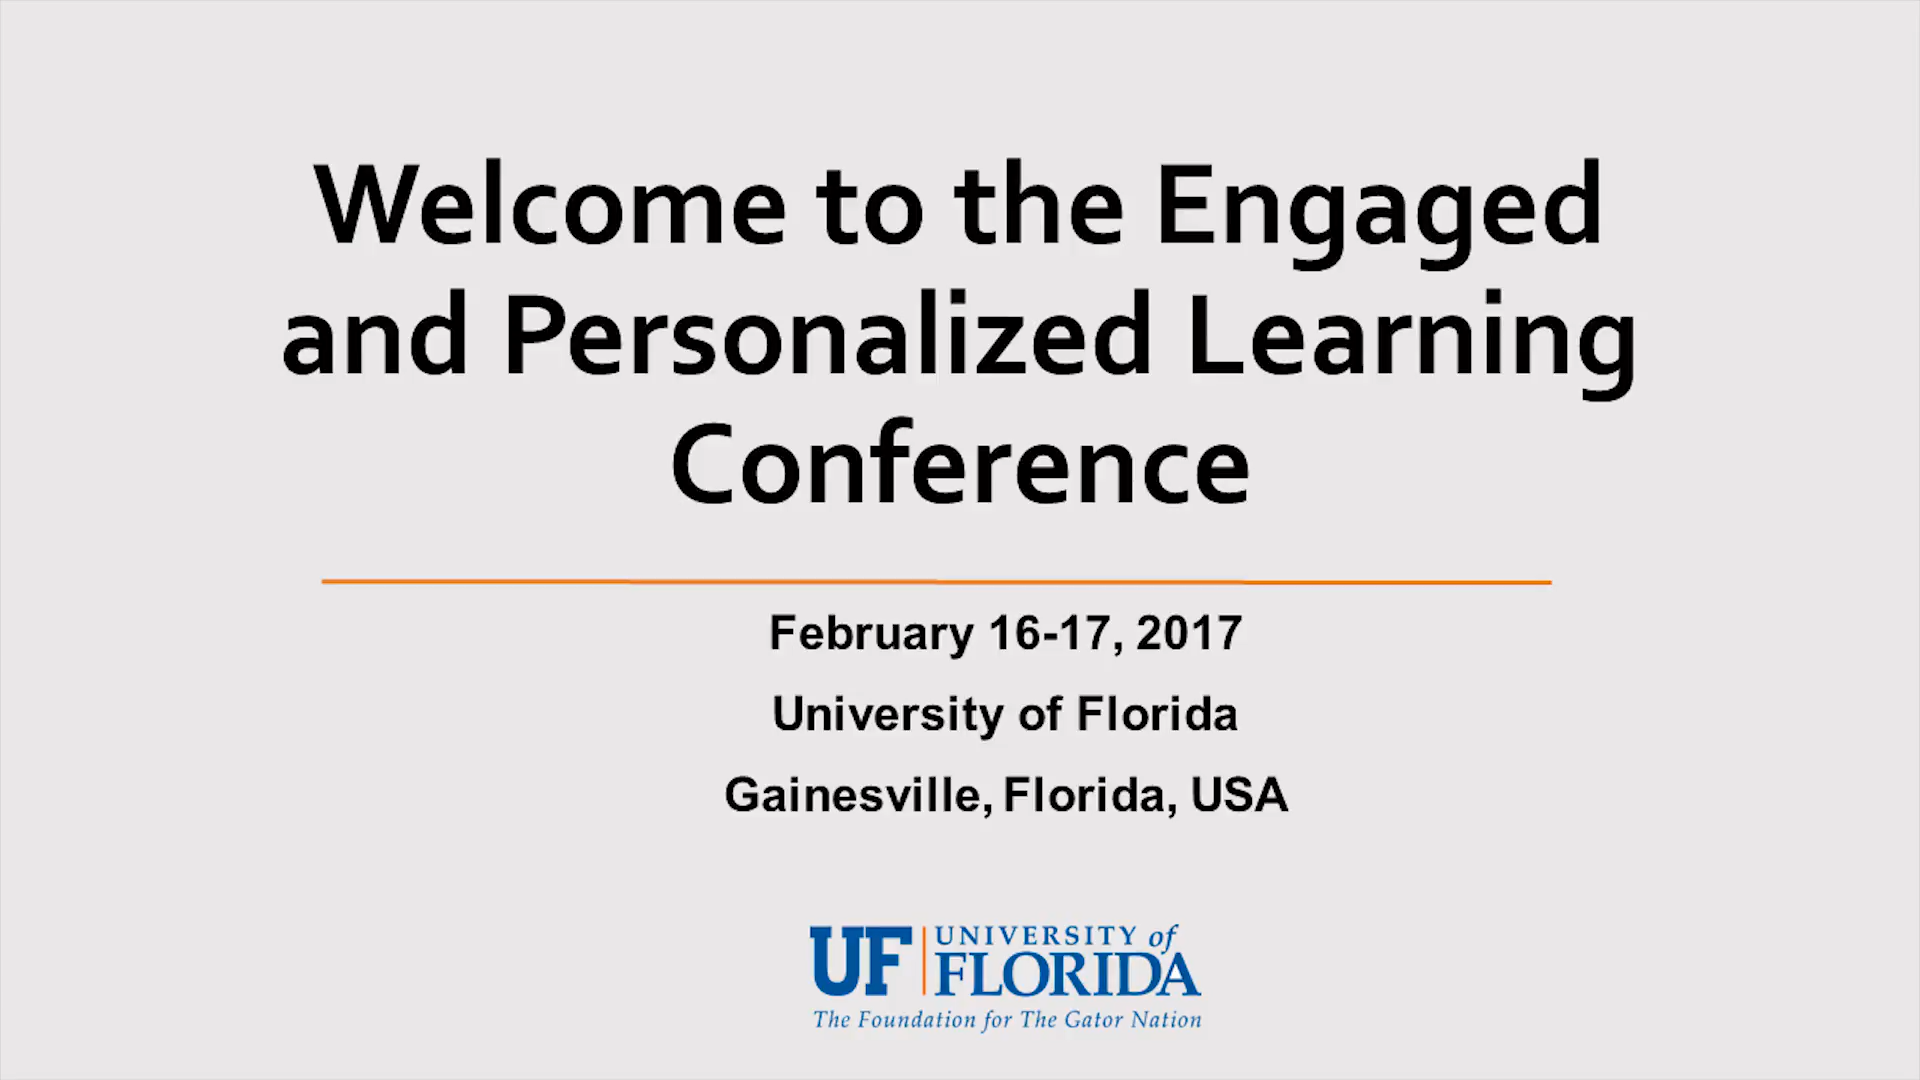 Welcome to the Engaged
and Personalized Learning
Conference
February 16-17, 2017
University of Florida
Gainesville, Florida, USA
UF UNIVERSITY of
FLORIDA
The Foundation for The Gator Nation